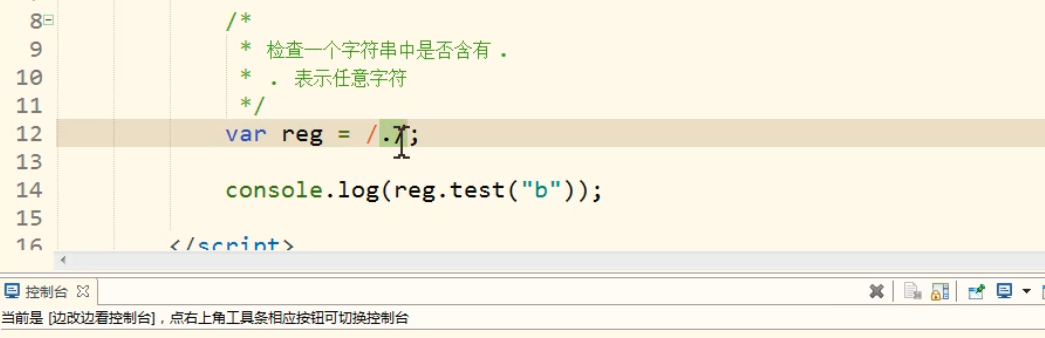 8 /*
9 * 检查一个字符串中是否含有 .
10 * . 表示任意字符
11 */
12 var reg = /./;
13
14 console.log(reg.test("b"));
15
16 </script>
控制台
当前是 [边改边看控制台]，点右上角工具条相应按钮可切换控制台